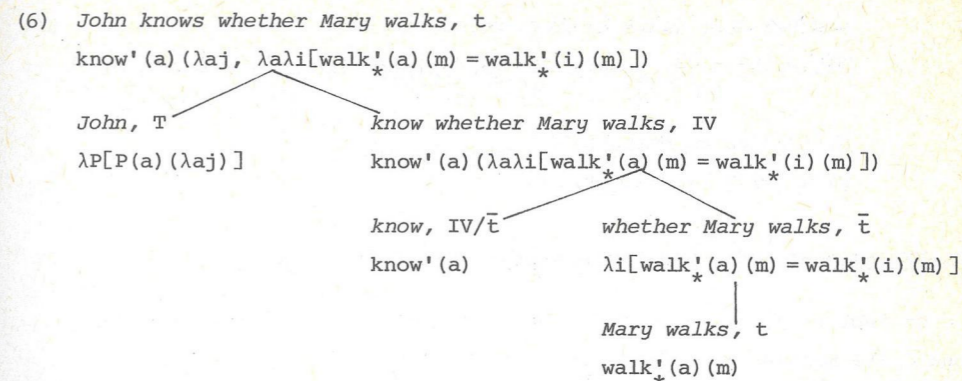 (6) John knows whether Mary walks, t
know'(a)(λaj, λaλi[walk'*(a)(m) = walk'*(i)(m)])
John, T know whether Mary walks, IV
λP[P(a)(λaj)] know'(a)(λaλi[walk'*(a)(m) = walk'*(i)(m)])
know, IV/t̄ whether Mary walks, t̄
know'(a) λi[walk'*(a)(m) = walk'*(i)(m)]
Mary walks, t
walk'*(a)(m)